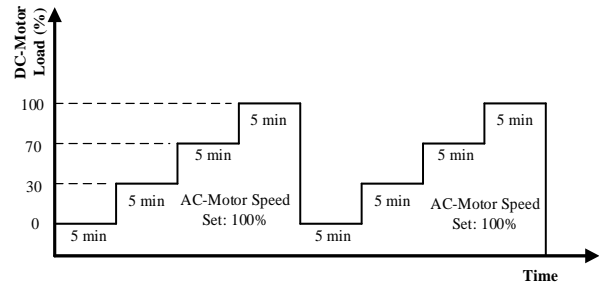 DC-Motor
Load (%)
100
70
30
0
5 min
5 min
5 min
5 min
AC-Motor Speed
Set: 100%
5 min
5 min
5 min
5 min
AC-Motor Speed
Set: 100%
Time